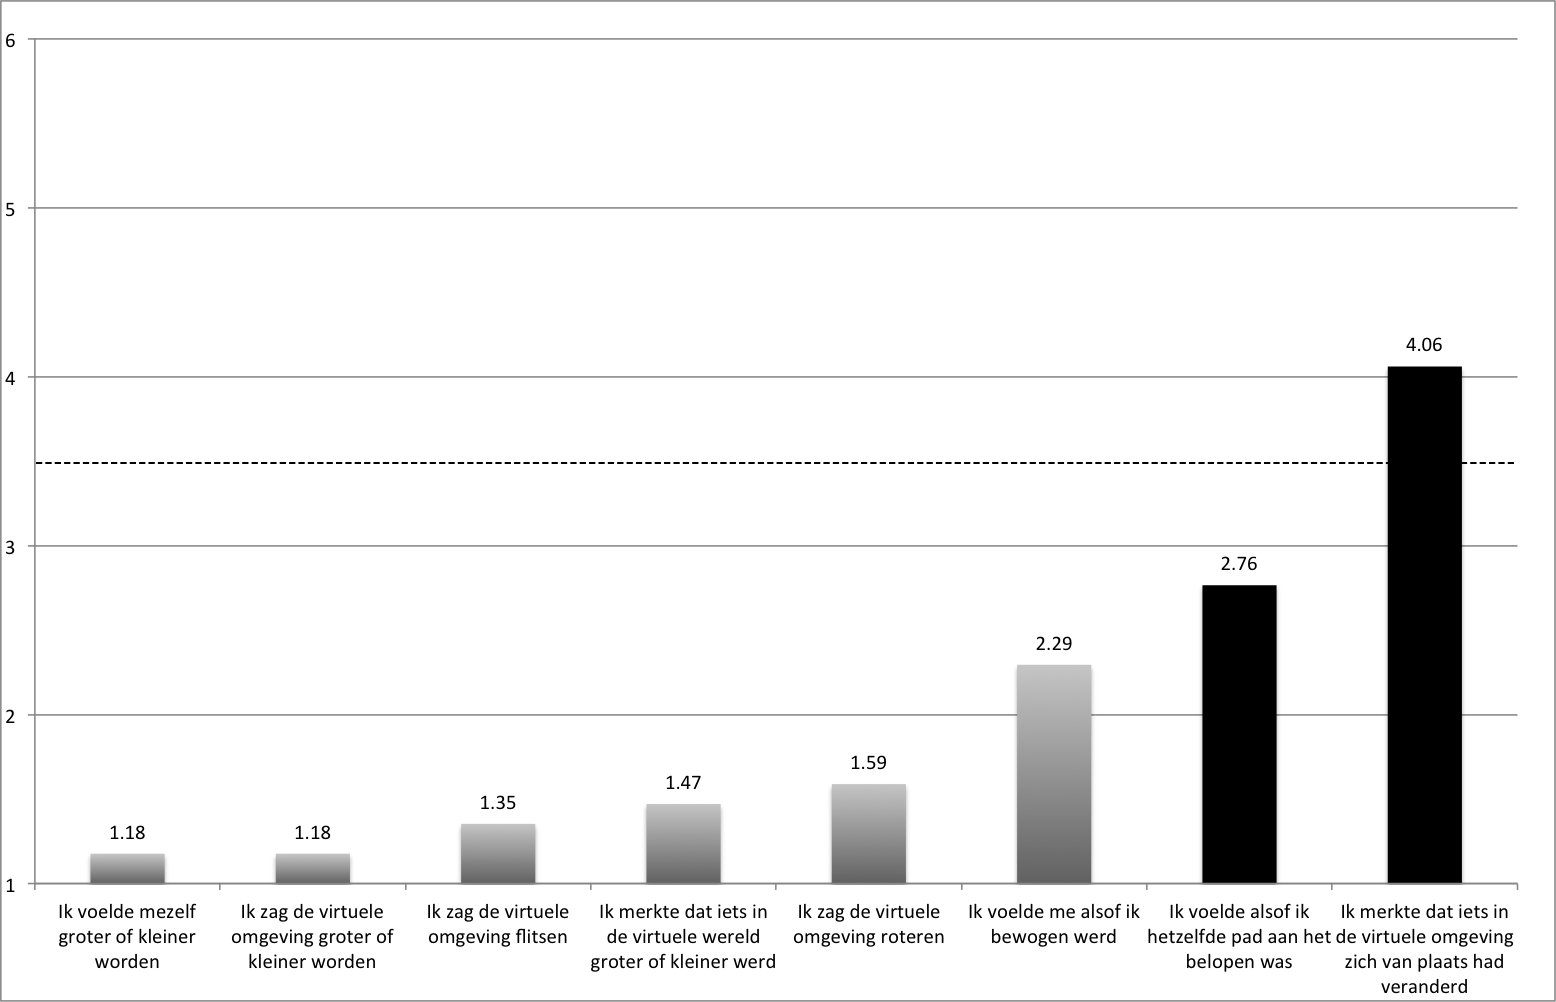 6
5
4
3
2
1
1.18
1.18
1.35
1.47
1.59
2.29
2.76
4.06
Ik voelde mezelf
groter of kleiner
worden
Ik zag de virtuele
omgeving groter of
kleiner worden
Ik zag de virtuele
omgeving flitsen
Ik merkte dat iets in
de virtuele wereld
groter of kleiner werd
Ik zag de virtuele
omgeving roteren
Ik voelde me alsof ik
bewogen werd
Ik voelde alsof ik
hetzelfde pad aan het
belopen was
Ik merkte dat iets in
de virtuele omgeving
zich van plaats had
veranderd